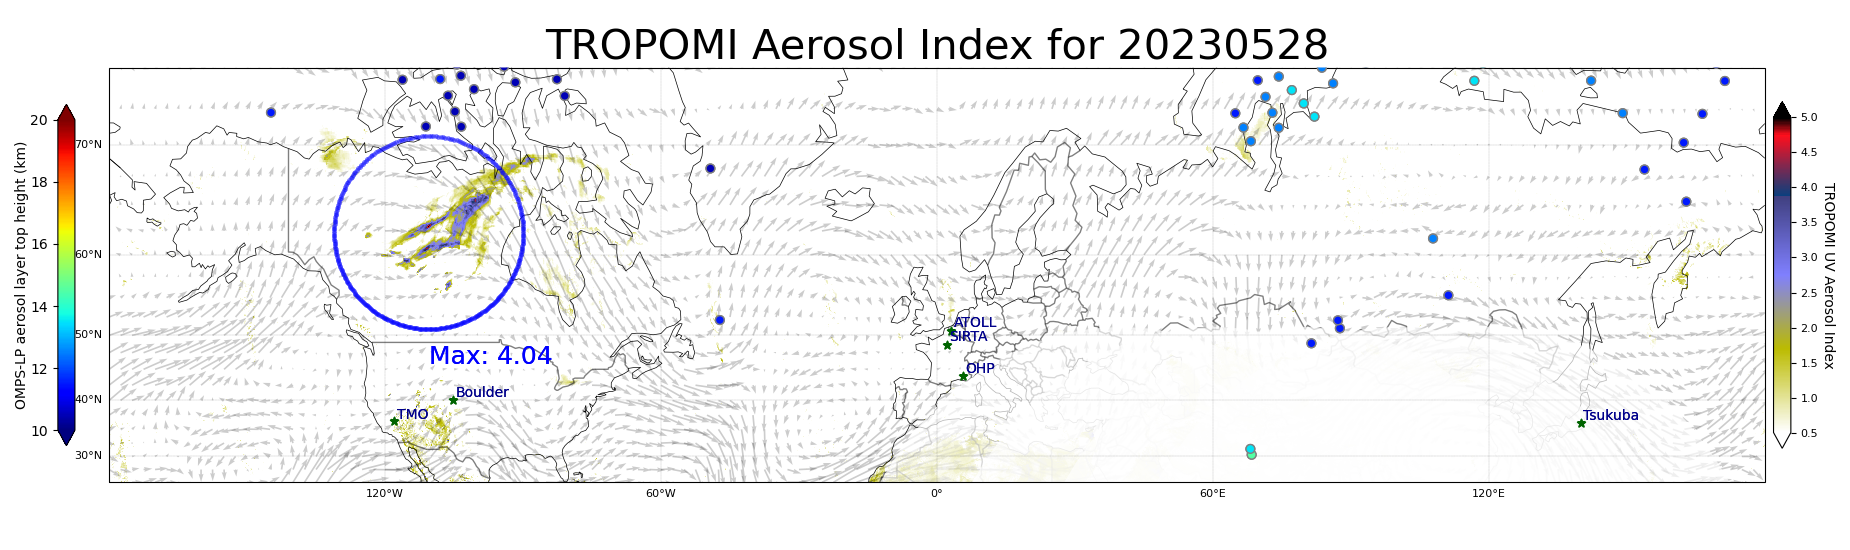 TROPOMI Aerosol Index for 20230528
OMPS-LP aerosol layer top height (km)
20
18
16
14
12
10
70°N
60°N
50°N
40°N
30°N
120°W
60°W
0°
60°E
120°E
Max: 4.04
Boulder
TMO
ATOLL
SIRTA
OHP
Tsukuba
5.0
4.5
4.0
3.5
3.0
2.5
2.0
1.5
1.0
0.5
TROPOMI UV Aerosol Index